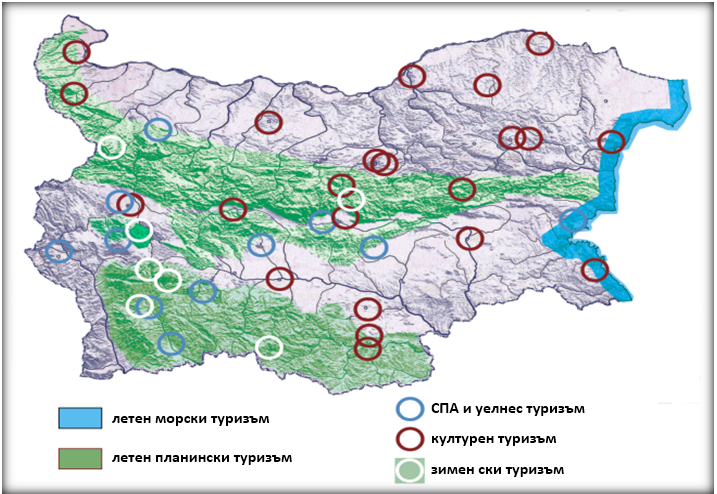 летен морски туризъм
летен планински туризъм
СПА и уелнес туризъм
културен туризъм
зимен ски туризъм